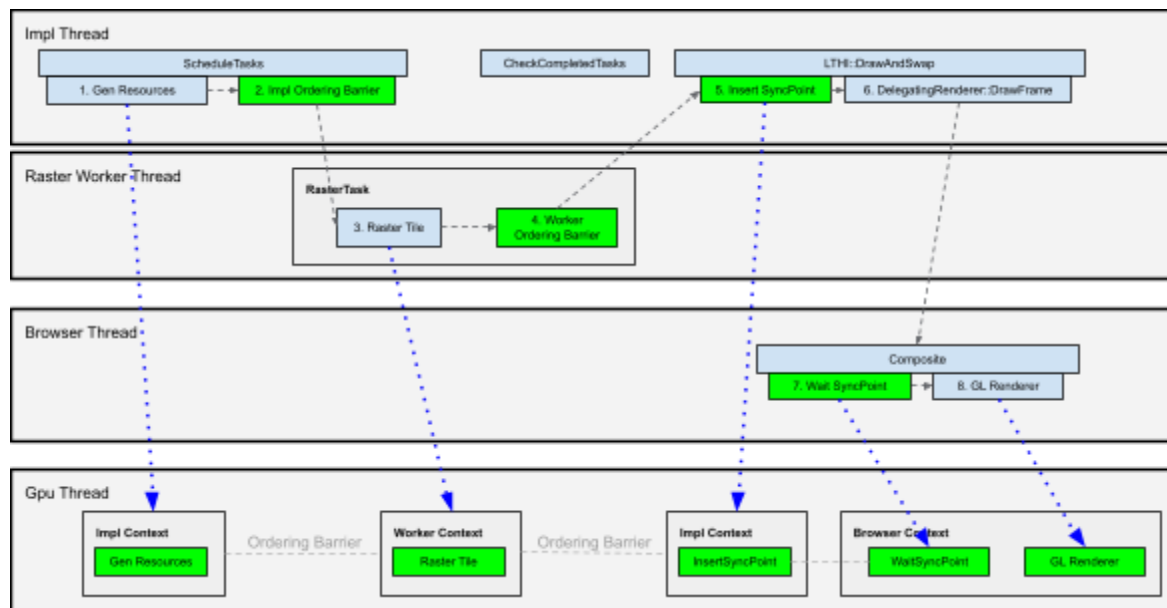 Impl Thread
ScheduleTasks
CheckCompletedTasks
LTHI::DrawAndSwap
1. Gen Resources
2. Impl Ordering Barrier
5. Insert SyncPoint
6. DelegatingRenderer::DrawFrame
Raster Worker Thread
RasterTask
3. Raster Tile
4. Worker
Ordering Barrier
Browser Thread
Composite
7. Wait SyncPoint
8. GL Renderer
Gpu Thread
Impl Context
Ordering Barrier
Worker Context
Ordering Barrier
Impl Context
Browser Context
Gen Resources
Raster Tile
InsertSyncPoint
WaitSyncPoint
GL Renderer